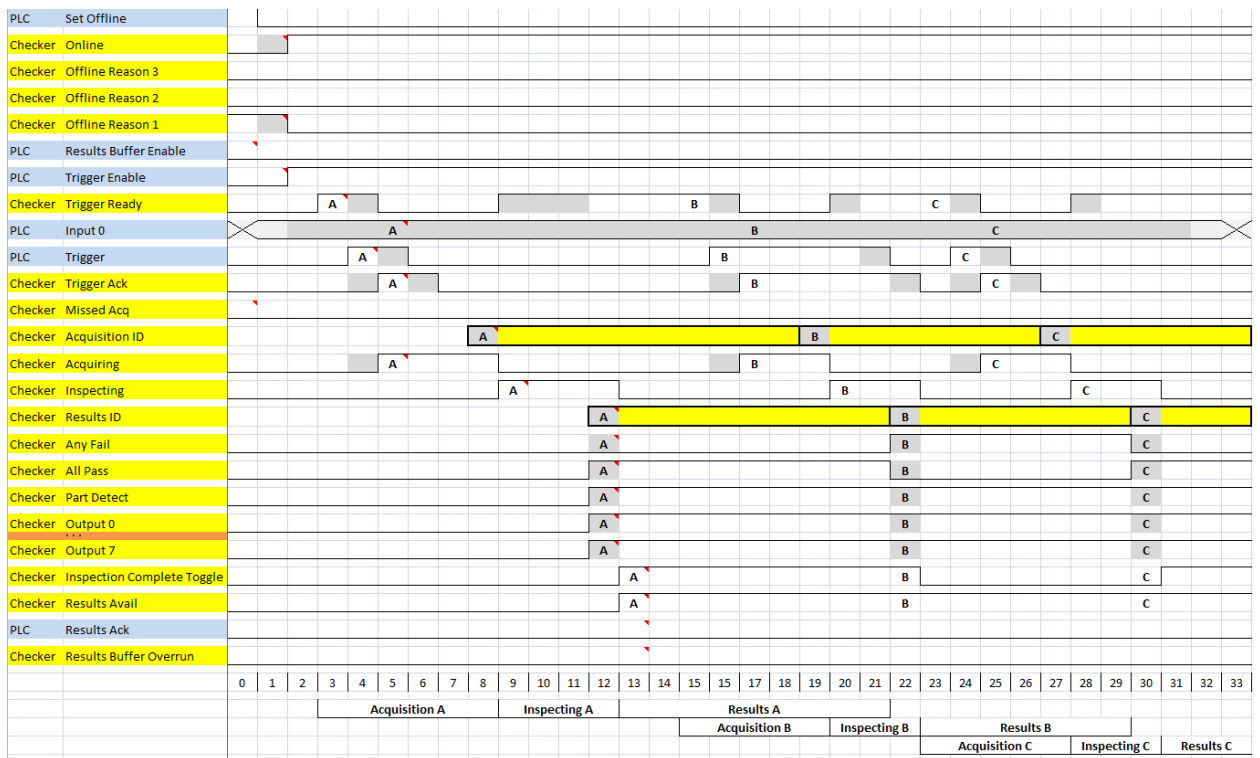 PLC Set Offline
Checker Online
Checker Offline Reason 3
Checker Offline Reason 2
Checker Offline Reason 1
PLC Results Buffer Enable
PLC Trigger Enable
Checker Trigger Ready A B C
PLC Input 0 A B C
PLC Trigger A B C
Checker Trigger Ack A B C
Checker Missed Acq
Checker Acquisition ID A B C
Checker Acquiring A B C
Checker Inspecting A B C
Checker Results ID A B C
Checker Any Fail A B C
Checker All Pass A B C
Checker Part Detect A B C
Checker Output 0 A B C
...
Checker Output 7 A B C
Checker Inspection Complete Toggle A B C
Checker Results Avail A B C
PLC Results Ack
Checker Results Buffer Overrun
0 1 2 3 4 5 6 7 8 9 10 11 12 13 14 15 15 17 18 19 20 21 22 23 24 25 26 27 28 29 30 31 32 33
Acquisition A Inspecting A Results A
Acquisition B Inspecting B Results B
Acquisition C Inspecting C Results C